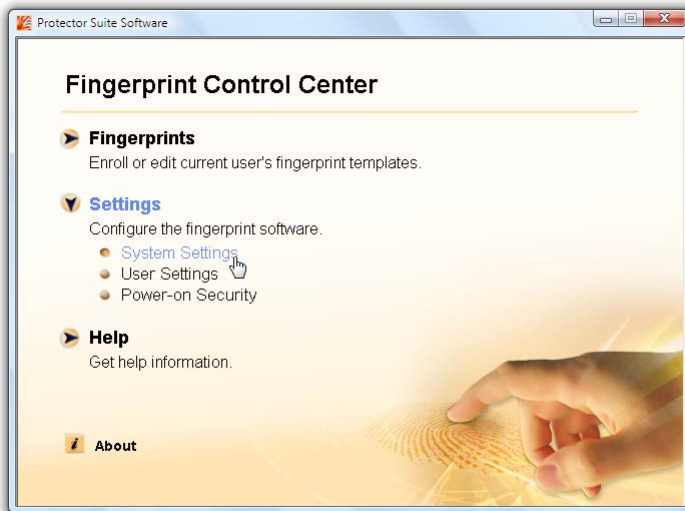 Protector Suite Software
Fingerprint Control Center
Fingerprints
Enroll or edit current user's fingerprint templates.
Settings
Configure the fingerprint software.
System Settings
User Settings
Power-on Security
Help
Get help information.
i About